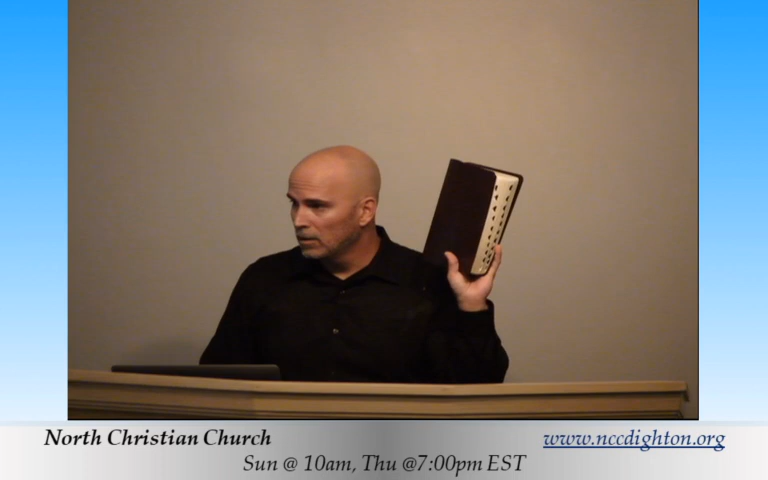 North Christian Church
www.nccdighton.org
Sun @ 10am, Thu @7:00pm EST